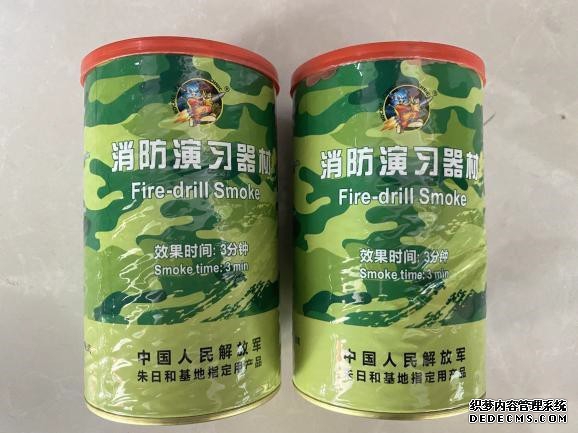 消防演习器材
Fire-drill Smoke
效果时间: 3分钟
Smoke time: 3 min
中国人民解放军
朱日和基地指定用产品
消防演习器材
Fire-drill Smoke
效果时间: 3分钟
Smoke time: 3 min
中国人民解放军
朱日和基地指定用产品
织梦内容管理系统
DEDECMS.COM